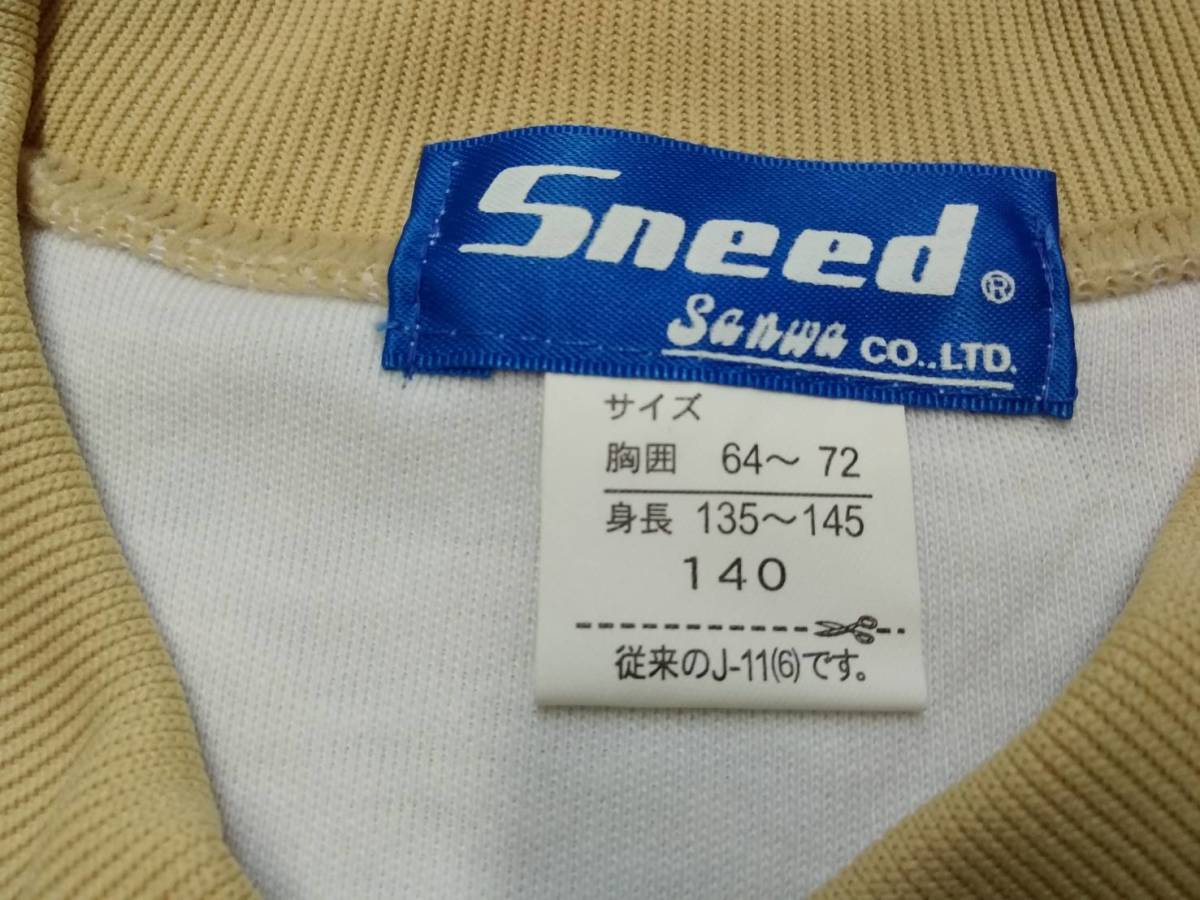 Sneed®
Sanwa CO.,LTD.
サイズ
胸囲 64〜72
身長 135〜145
140
従来のJ-11(6)です。